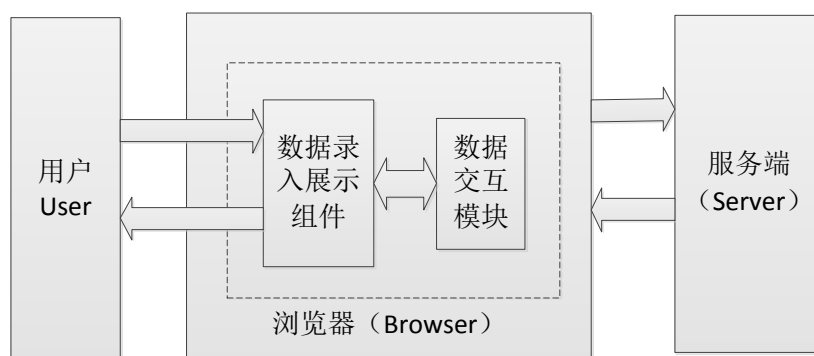 用户
User
数据录
入展示
组件
数据
交互
模块
浏览器（Browser）
服务端
（Server）